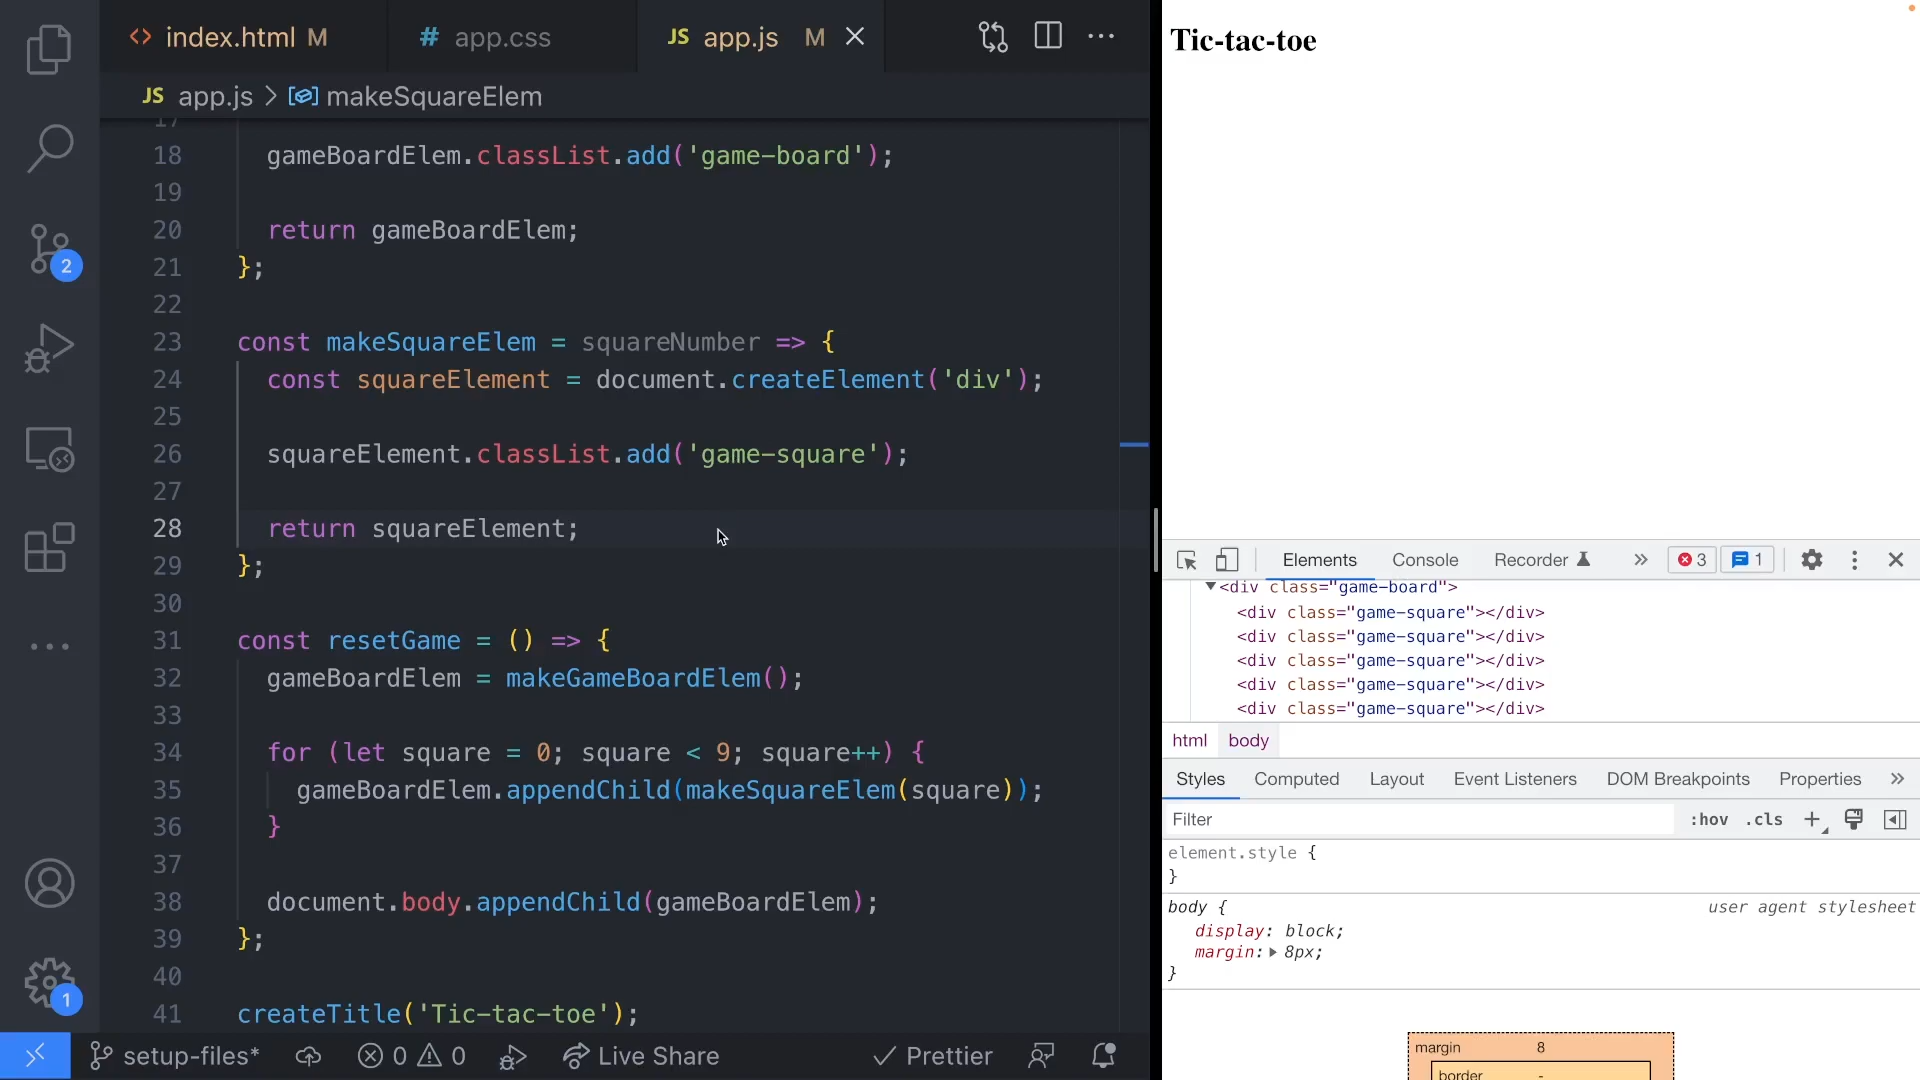 index.html M
# app.css
JS app.js M
JS app.js > makeSquareElem
17
18 gameBoardElem.classList.add('game-board');
19
20 return gameBoardElem;
21 };
22
23 const makeSquareElem = squareNumber => {
24 const squareElement = document.createElement('div');
25
26 squareElement.classList.add('game-square');
27
28 return squareElement;
29 };
30
31 const resetGame = () => {
32 gameBoardElem = makeGameBoardElem();
33
34 for (let square = 0; square < 9; square++) {
35 gameBoardElem.appendChild(makeSquareElem(square));
36 }
37
38 document.body.appendChild(gameBoardElem);
39 };
40
41 createTitle('Tic-tac-toe');
2
1
setup-files* 0 0 Live Share Prettier
Tic-tac-toe
Elements Console Recorder 3 1
<div class="game-board">
<div class="game-square"></div>
<div class="game-square"></div>
<div class="game-square"></div>
<div class="game-square"></div>
<div class="game-square"></div>
html body
Styles Computed Layout Event Listeners DOM Breakpoints Properties
Filter :hov .cls
element.style {
}
body { user agent stylesheet
display: block;
margin: 8px;
}
margin 8
border -